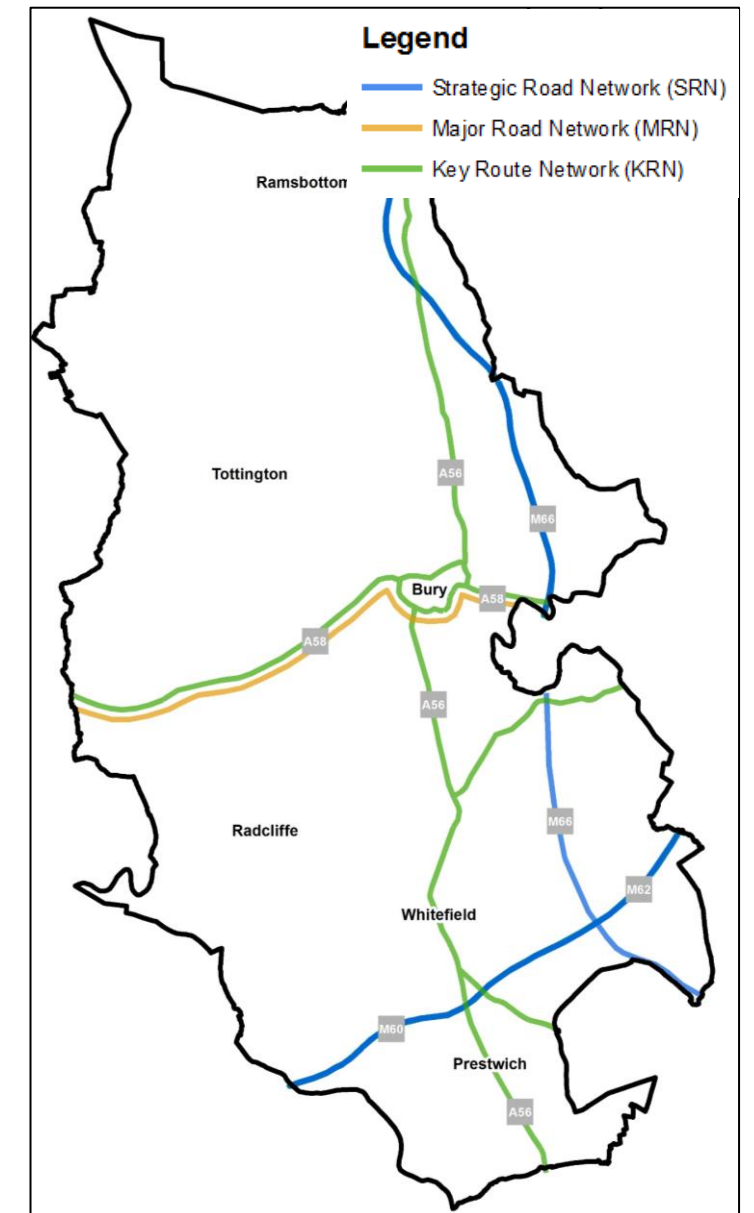 Legend
Strategic Road Network (SRN)
Major Road Network (MRN)
Key Route Network (KRN)
Ramsbottom
A56
Tottington
M66
Bury
A58
A58
A56
M66
Radcliffe
M62
Whitefield
M60
Prestwich
A56